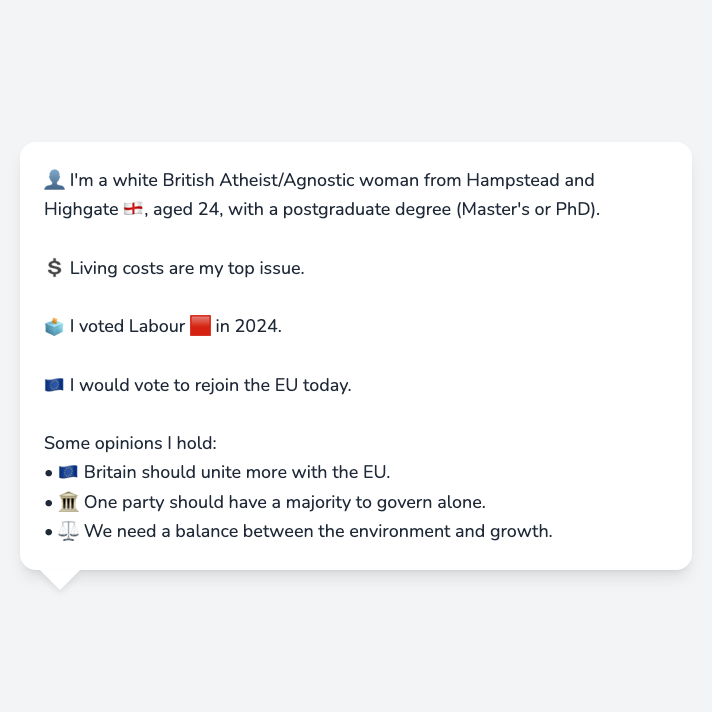 👤 I'm a white British Atheist/Agnostic woman from Hampstead and
Highgate 🏴󠁧󠁢󠁥󠁮󠁧󠁿, aged 24, with a postgraduate degree (Master's or PhD).
💲 Living costs are my top issue.
🗳️ I voted Labour 🟥 in 2024.
🇪🇺 I would vote to rejoin the EU today.
Some opinions I hold:
• 🇪🇺 Britain should unite more with the EU.
• 🏛️ One party should have a majority to govern alone.
• ⚖️ We need a balance between the environment and growth.